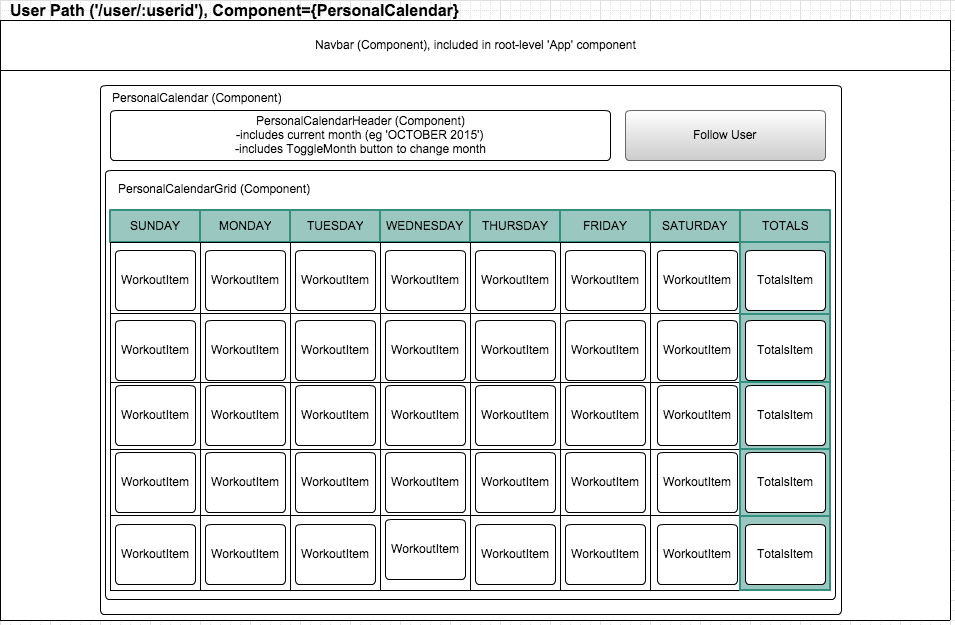 User Path ('/user/:userid'), Component={PersonalCalendar}
Navbar (Component), included in root-level 'App' component
PersonalCalendar (Component)
PersonalCalendarHeader (Component)
-includes current month (eg 'OCTOBER 2015')
-includes ToggleMonth button to change month
Follow User
PersonalCalendarGrid (Component)
SUNDAY MONDAY TUESDAY WEDNESDAY THURSDAY FRIDAY SATURDAY TOTALS
WorkoutItem WorkoutItem WorkoutItem WorkoutItem WorkoutItem WorkoutItem WorkoutItem TotalsItem
WorkoutItem WorkoutItem WorkoutItem WorkoutItem WorkoutItem WorkoutItem WorkoutItem TotalsItem
WorkoutItem WorkoutItem WorkoutItem WorkoutItem WorkoutItem WorkoutItem WorkoutItem TotalsItem
WorkoutItem WorkoutItem WorkoutItem WorkoutItem WorkoutItem WorkoutItem WorkoutItem TotalsItem
WorkoutItem WorkoutItem WorkoutItem WorkoutItem WorkoutItem WorkoutItem WorkoutItem TotalsItem